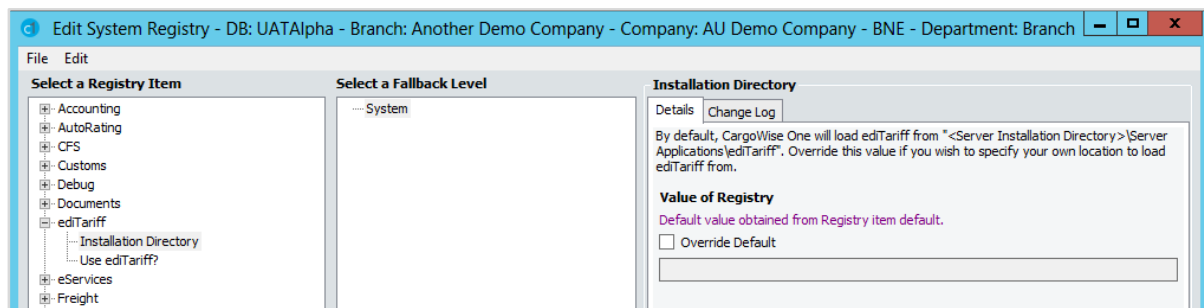 Edit System Registry - DB: UATAlpha - Branch: Another Demo Company - Company: AU Demo Company - BNE - Department: Branch
File Edit
Select a Registry Item
Accounting
AutoRating
CFS
Customs
Debug
Documents
ediTariff
Installation Directory
Use ediTariff?
eServices
Freight
Select a Fallback Level
System
Installation Directory
Details Change Log
By default, CargoWise One will load ediTariff from "<Server Installation Directory>\Server
Applications\ediTariff". Override this value if you wish to specify your own location to load
ediTariff from.
Value of Registry
Default value obtained from Registry item default.
Override Default